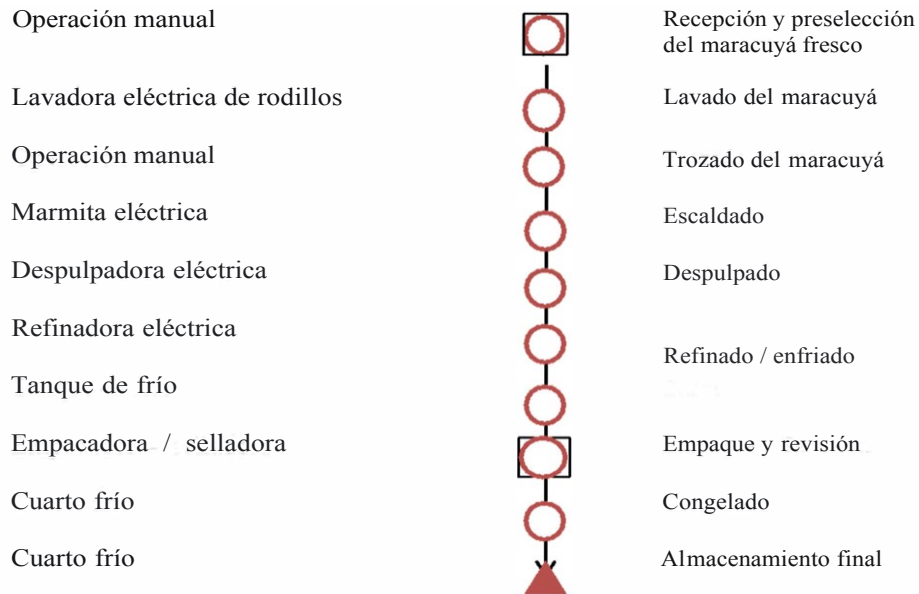 Operación manual
Recepción y preselección
del maracuyá fresco
Lavadora eléctrica de rodillos
Lavado del maracuyá
Operación manual
Trozado del maracuyá
Marmita eléctrica
Escaldado
Despulpadora eléctrica
Despulpado
Refinadora eléctrica
Refinado / enfriado
Tanque de frío
Empacadora / selladora
Empaque y revisión
Cuarto frío
Congelado
Cuarto frío
Almacenamiento final